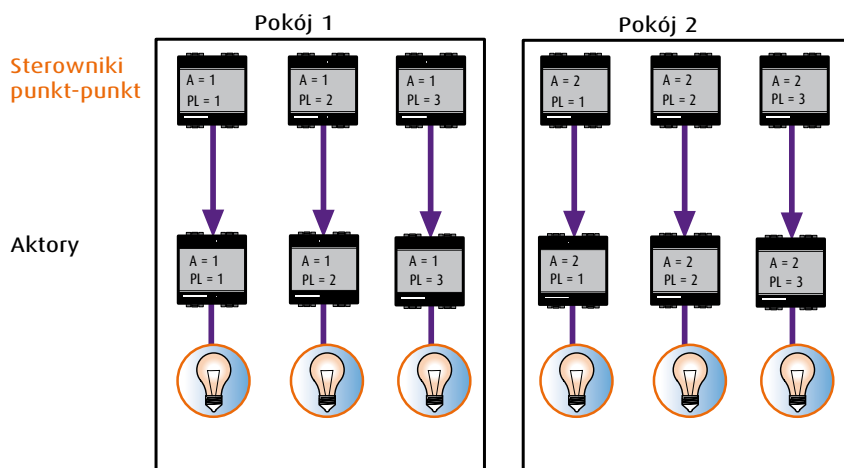 Pokój 1
Pokój 2
Sterowniki
punkt-punkt
A = 1
PL = 1
A = 1
PL = 2
A = 1
PL = 3
A = 2
PL = 1
A = 2
PL = 2
A = 2
PL = 3
Aktory
A = 1
PL = 1
A = 1
PL = 2
A = 1
PL = 3
A = 2
PL = 1
A = 2
PL = 2
A = 2
PL = 3